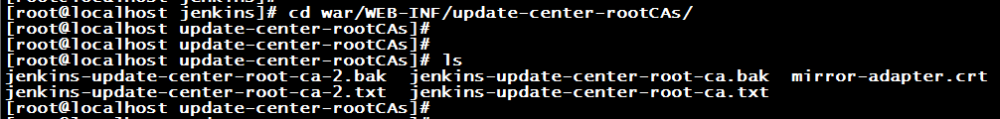 [root@localhost jenkins]# cd war/WEB-INF/update-center-rootCAs/
[root@localhost update-center-rootCAs]#
[root@localhost update-center-rootCAs]#
[root@localhost update-center-rootCAs]# ls
jenkins-update-center-root-ca-2.bak  jenkins-update-center-root-ca.bak  mirror-adapter.crt
jenkins-update-center-root-ca-2.txt  jenkins-update-center-root-ca.txt
[root@localhost update-center-rootCAs]#